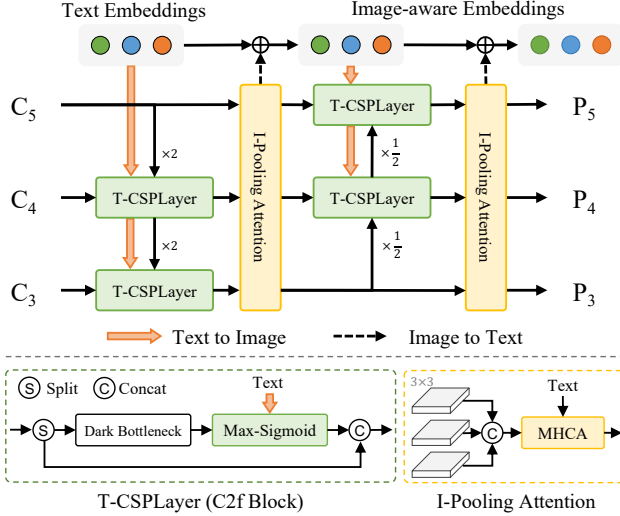 Text Embeddings
Image-aware Embeddings
C5
T-CSPLayer
P5
×2
I-Pooling Attention
×1/2
I-Pooling Attention
C4
T-CSPLayer
T-CSPLayer
P4
×2
×1/2
C3
T-CSPLayer
P3
Text to Image
Image to Text
S Split
C Concat
Text
S
Dark Bottleneck
Max-Sigmoid
C
T-CSPLayer (C2f Block)
3×3
Text
C
MHCA
I-Pooling Attention